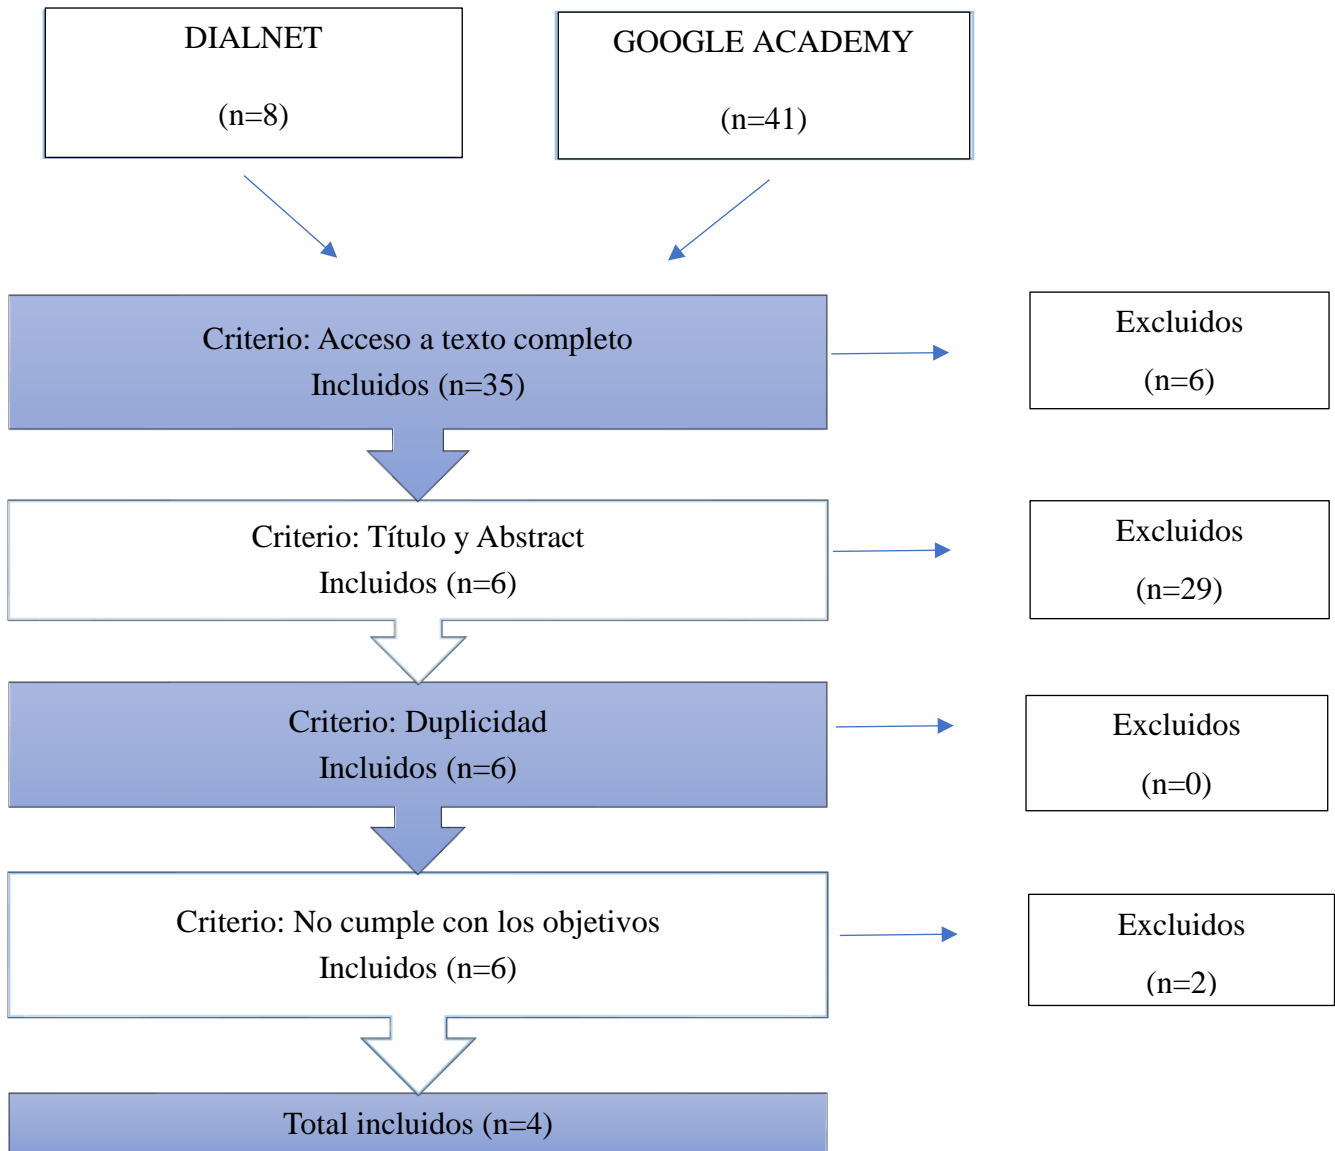 DIALNET
(n=8)
GOOGLE ACADEMY
(n=41)
Criterio: Acceso a texto completo
Incluidos (n=35)
Excluidos
(n=6)
Criterio: Título y Abstract
Incluidos (n=6)
Excluidos
(n=29)
Criterio: Duplicidad
Incluidos (n=6)
Excluidos
(n=0)
Criterio: No cumple con los objetivos
Incluidos (n=6)
Excluidos
(n=2)
Total incluidos (n=4)